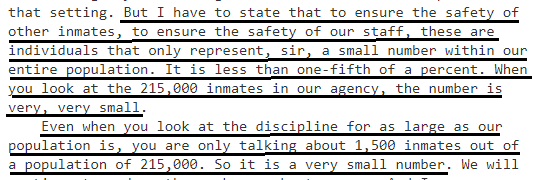 that setting. But I have to state that to ensure the safety of
other inmates, to ensure the safety of our staff, these are
individuals that only represent, sir, a small number within our
entire population. It is less than one-fifth of a percent. When
you look at the 215,000 inmates in our agency, the number is
very, very small.
Even when you look at the discipline for as large as our
population is, you are only talking about 1,500 inmates out of
a population of 215,000. So it is a very small number. We will